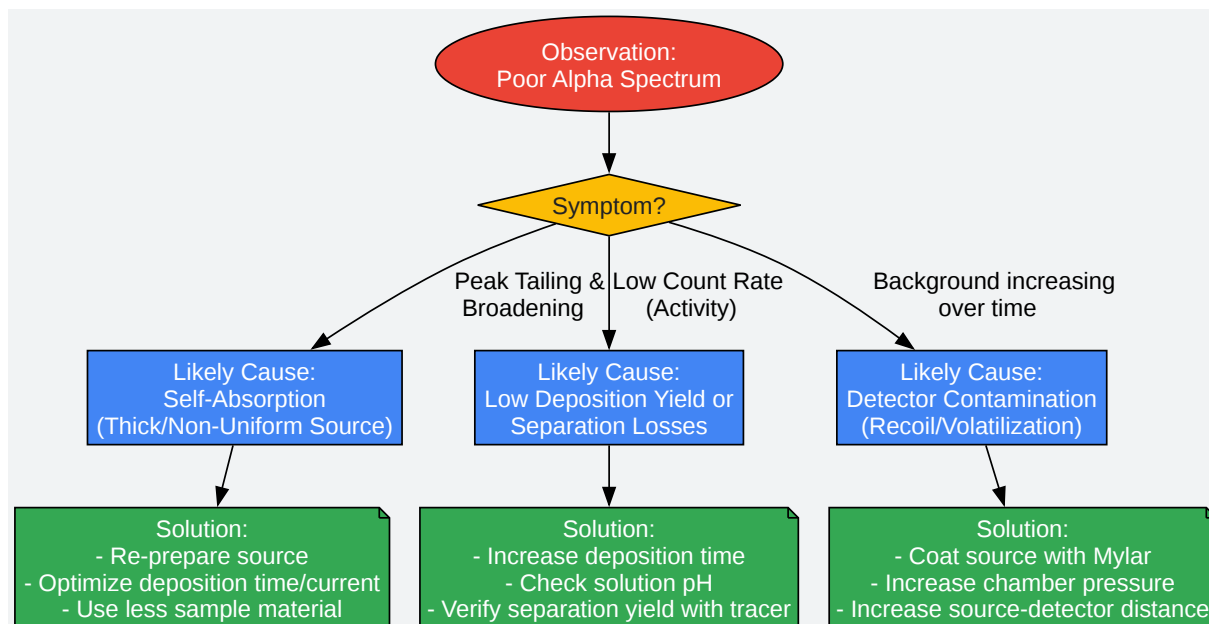 Observation:
Poor Alpha Spectrum
Symptom?
Peak Tailing &
Broadening
Low Count Rate
(Activity)
Background increasing
over time
Likely Cause:
Self-Absorption
(Thick/Non-Uniform Source)
Likely Cause:
Low Deposition Yield or
Separation Losses
Likely Cause:
Detector Contamination
(Recoil/Volatilization)
Solution:
- Re-prepare source
- Optimize deposition time/current
- Use less sample material
Solution:
- Increase deposition time
- Check solution pH
- Verify separation yield with tracer
Solution:
- Coat source with Mylar
- Increase chamber pressure
- Increase source-detector distance